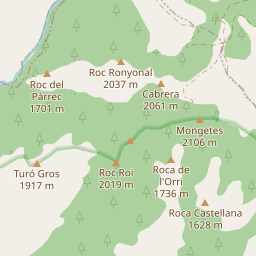 Roc Ronyonal
2037 m
Roc del
Pàrrec
1701 m
Cabrera
2061 m
Mongetes
2106 m
Turó Gros
1917 m
Roc Roi
2019 m
Roca de
l'Orri
1736 m
Roca Castellana
1628 m